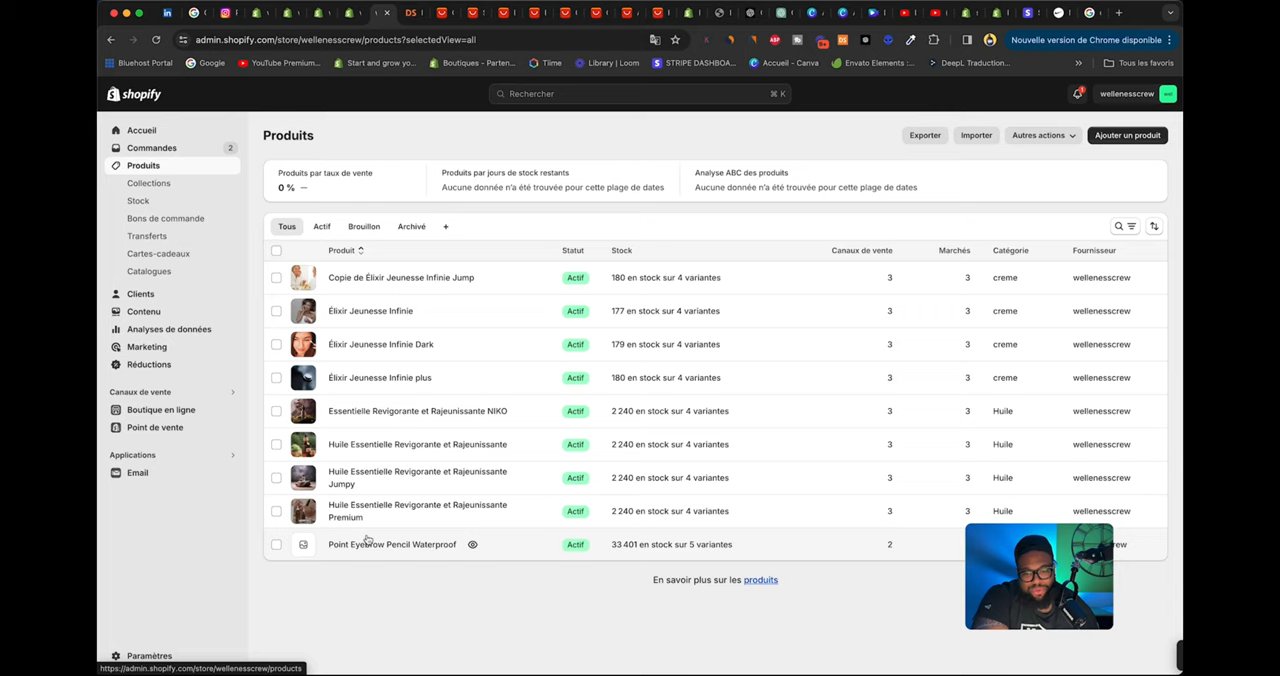 DS
admin.shopify.com/store/wellenesscrew/products?selectedView=all
ABP
DS
Nouvelle version de Chrome disponible
Bluehost Portal
Google
YouTube Premium...
Start and grow yo...
Boutiques - Parten...
Tiime
Library | Loom
STRIPE DASHBOA...
Accueil - Canva
Envato Elements :...
DeepL Traduction...
»
Tous les favoris
shopify
Rechercher
⌘ K
wellenesscrew
Accueil
Commandes
2
Produits
Collections
Stock
Bons de commande
Transferts
Cartes-cadeaux
Catalogues
Clients
Contenu
Analyses de données
Marketing
Réductions
Canaux de vente
Boutique en ligne
Point de vente
Applications
Email
Paramètres
https://admin.shopify.com/store/wellenesscrew/products
Produits
Exporter
Importer
Autres actions
Ajouter un produit
Produits par taux de vente
0 % —
Produits par jours de stock restants
Aucune donnée n'a été trouvée pour cette plage de dates
Analyse ABC des produits
Aucune donnée n'a été trouvée pour cette plage de dates
Tous Actif Brouillon Archivé +
Produit Statut Stock Canaux de vente Marchés Catégorie Fournisseur
Copie de Élixir Jeunesse Infinie Jump Actif 180 en stock sur 4 variantes 3 3 creme wellenesscrew
Élixir Jeunesse Infinie Actif 177 en stock sur 4 variantes 3 3 creme wellenesscrew
Élixir Jeunesse Infinie Dark Actif 179 en stock sur 4 variantes 3 3 creme wellenesscrew
Élixir Jeunesse Infinie plus Actif 180 en stock sur 4 variantes 3 3 creme wellenesscrew
Essentielle Revigorante et Rajeunissante NIKO Actif 2 240 en stock sur 4 variantes 3 3 Huile wellenesscrew
Huile Essentielle Revigorante et Rajeunissante Actif 2 240 en stock sur 4 variantes 3 3 Huile wellenesscrew
Huile Essentielle Revigorante et Rajeunissante
Jumpy Actif 2 240 en stock sur 4 variantes 3 3 Huile wellenesscrew
Huile Essentielle Revigorante et Rajeunissante
Premium Actif 2 240 en stock sur 4 variantes 3 3 Huile wellenesscrew
Point Eyebrow Pencil Waterproof Actif 33 401 en stock sur 5 variantes 2
En savoir plus sur les produits